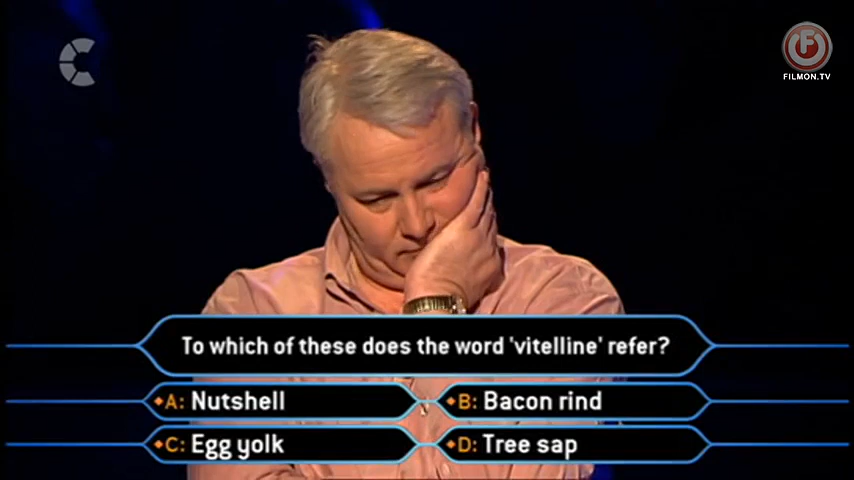 FILMON.TV
To which of these does the word 'vitelline' refer?
A: Nutshell
B: Bacon rind
C: Egg yolk
D: Tree sap